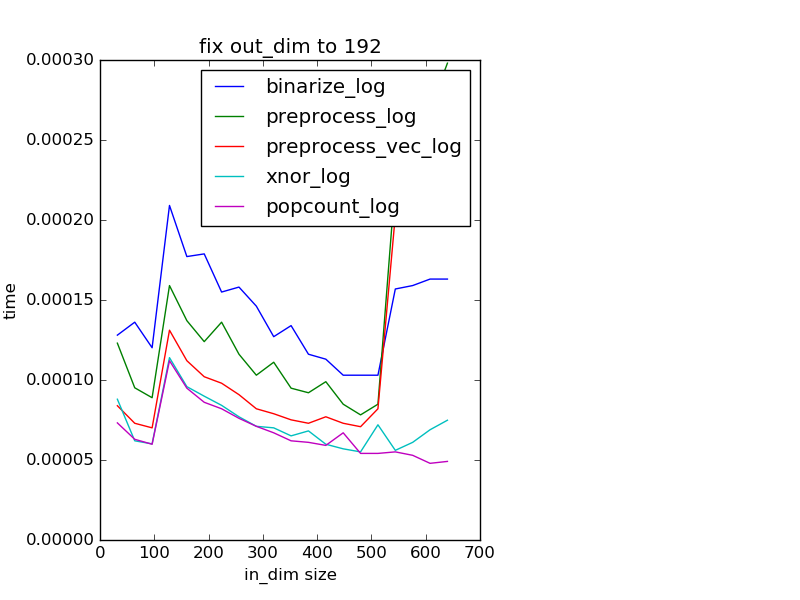 fix out_dim to 192
0.00030
0.00025
0.00020
0.00015
0.00010
0.00005
0.00000
time
binarize_log
preprocess_log
preprocess_vec_log
xnor_log
popcount_log
0 100 200 300 400 500 600 700
in_dim size